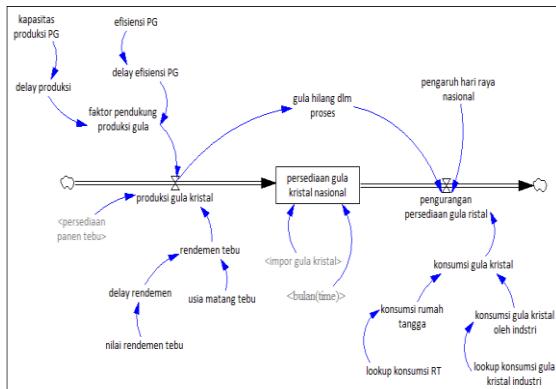 kapasitas
produksi PG
efisiensi PG
delay efisiensi PG
delay produksi
faktor pendukung
produksi gula
gula hilang dlm
proses
pengaruh hari raya
nasional
produksi gula kristal
persediaan gula
kristal nasional
pengurangan
persediaan gula ristal
<persediaan
panen tebu>
rendemen tebu
<impor gula kristal>
konsumsi gula kristal
delay rendemen
usia matang tebu
<bulan(time)>
konsumsi rumah
tangga
konsumsi gula kristal
oleh indstri
nilai rendemen tebu
lookup konsumsi RT
lookup konsumsi gula
kristal industri